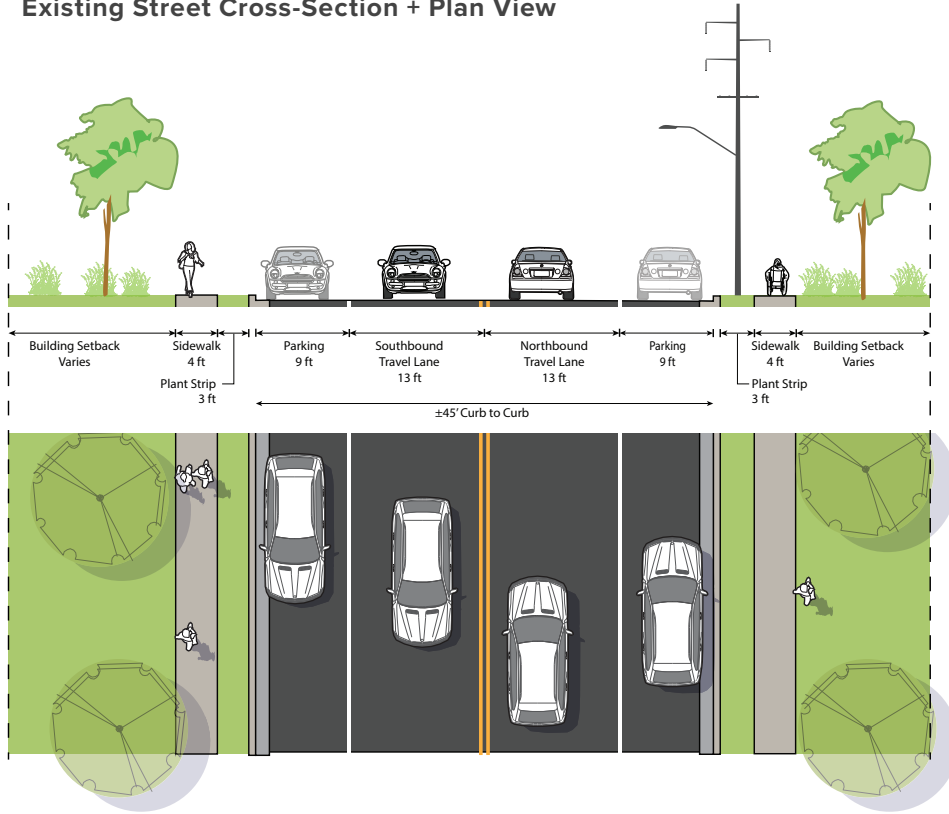 Existing Street Cross-Section + Plan View
Building Setback
Varies
Sidewalk
4 ft
Plant Strip
3 ft
Parking
9 ft
Southbound
Travel Lane
13 ft
Northbound
Travel Lane
13 ft
Parking
9 ft
Sidewalk
4 ft
Plant Strip
3 ft
Building Setback
Varies
±45' Curb to Curb